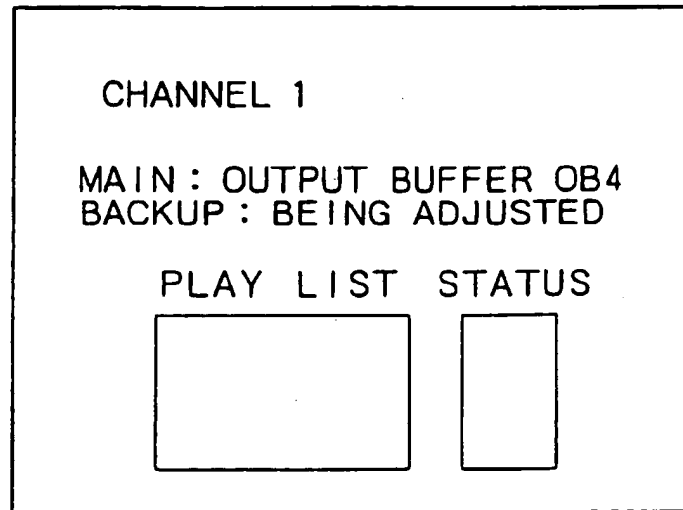 CHANNEL 1
MAIN : OUTPUT BUFFER OB4
BACKUP : BEING ADJUSTED
PLAY LIST STATUS